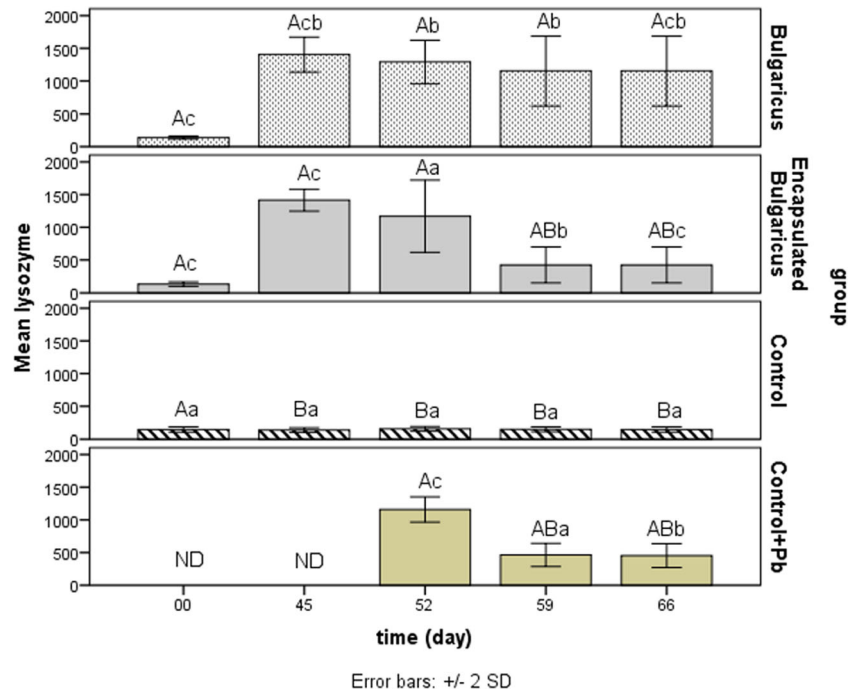 2000
1500
1000
500
0
Ac
Acb
Ab
Ab
Acb
Bulgaricus
2000
1500
1000
500
0
Ac
Ac
Aa
ABb
ABc
Encapsulated
Bulgaricus
2000
1500
1000
500
0
Aa
Ba
Ba
Ba
Ba
Control
2000
1500
1000
500
0
ND
ND
Ac
ABa
ABb
Control+Pb
Mean lysozyme
group
00
45
52
59
66
time (day)
Error bars: +/- 2 SD